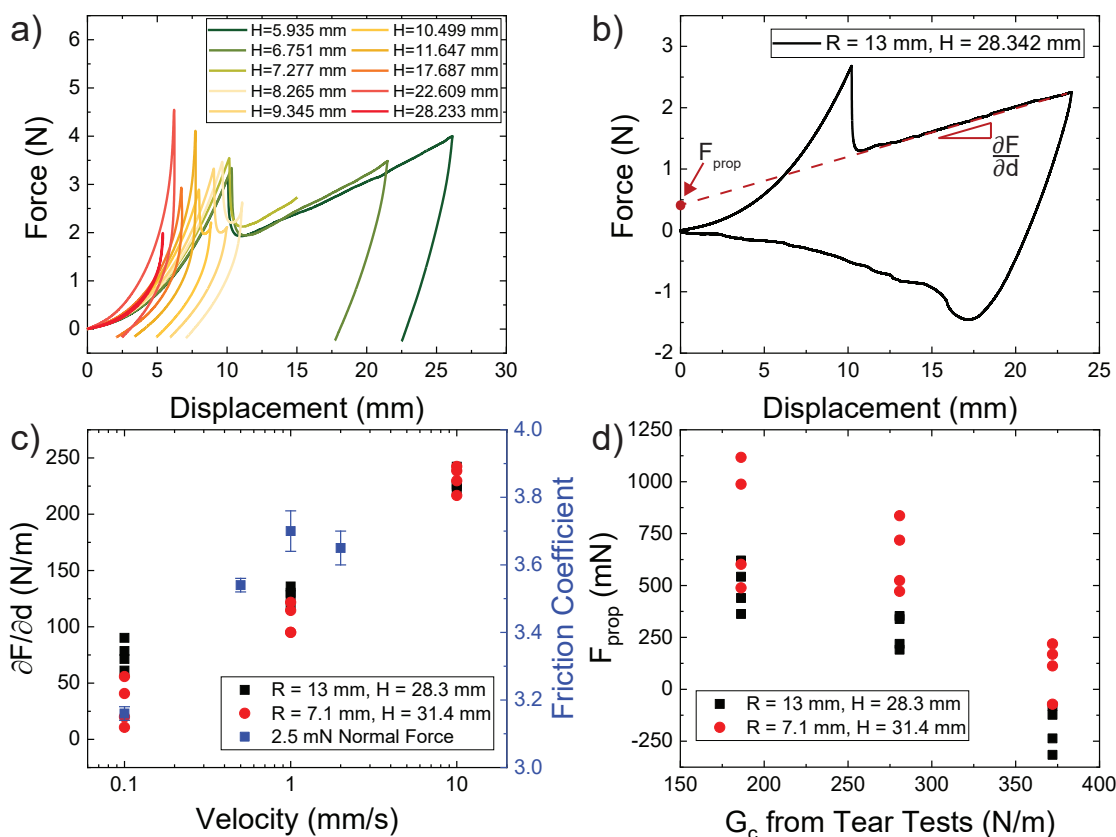 a)
H=5.935 mm
H=10.499 mm
H=6.751 mm
H=11.647 mm
H=7.277 mm
H=17.687 mm
H=8.265 mm
H=22.609 mm
H=9.345 mm
H=28.233 mm
6
5
4
3
2
1
0
Force (N)
0 5 10 15 20 25 30
Displacement (mm)
b)
R = 13 mm, H = 28.342 mm
3
2
1
0
-1
-2
Force (N)
F prop
∂F
∂d
0 5 10 15 20 25
Displacement (mm)
c)
250
225
200
175
150
125
100
75
50
25
0
∂F/∂d (N/m)
4.0
3.8
3.6
3.4
3.2
3.0
Friction Coefficient
R = 13 mm, H = 28.3 mm
R = 7.1 mm, H = 31.4 mm
2.5 mN Normal Force
0.1 1 10
Velocity (mm/s)
d)
1250
1000
750
500
250
0
-250
F prop (mN)
R = 13 mm, H = 28.3 mm
R = 7.1 mm, H = 31.4 mm
150 200 250 300 350 400
G c from Tear Tests (N/m)